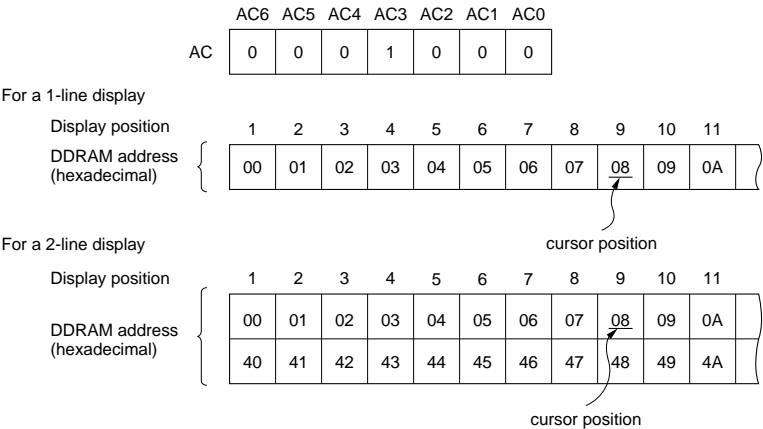 AC6 AC5 AC4 AC3 AC2 AC1 AC0
AC 0 0 0 1 0 0 0
For a 1-line display
Display position 1 2 3 4 5 6 7 8 9 10 11
DDRAM address
(hexadecimal)
00 01 02 03 04 05 06 07 08 09 0A
cursor position
For a 2-line display
Display position 1 2 3 4 5 6 7 8 9 10 11
DDRAM address
(hexadecimal)
00 01 02 03 04 05 06 07 08 09 0A
40 41 42 43 44 45 46 47 48 49 4A
cursor position